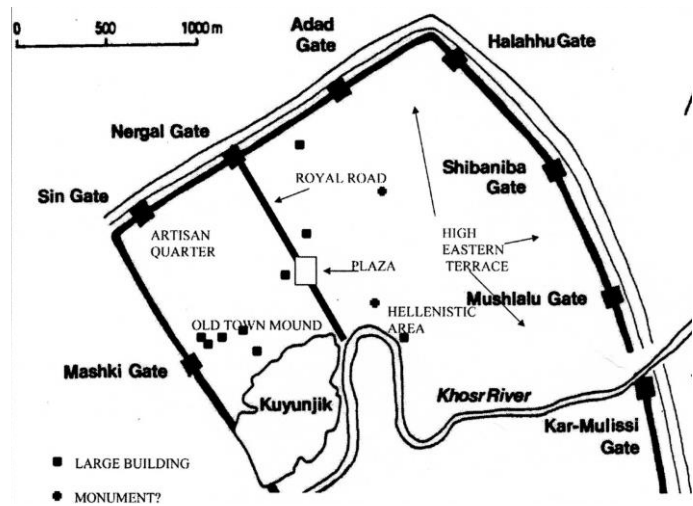 0 500 1000 m
Adad
Gate
Halahhu Gate
Nergal Gate
ROYAL ROAD
Shibaniba
Gate
Sin Gate
ARTISAN
QUARTER
HIGH
EASTERN
TERRACE
PLAZA
Mushlalu Gate
HELLENISTIC
AREA
OLD TOWN MOUND
Mashki Gate
Kuyunjik
Khosr River
Kar-Mulissi
Gate
LARGE BUILDING
MONUMENT?